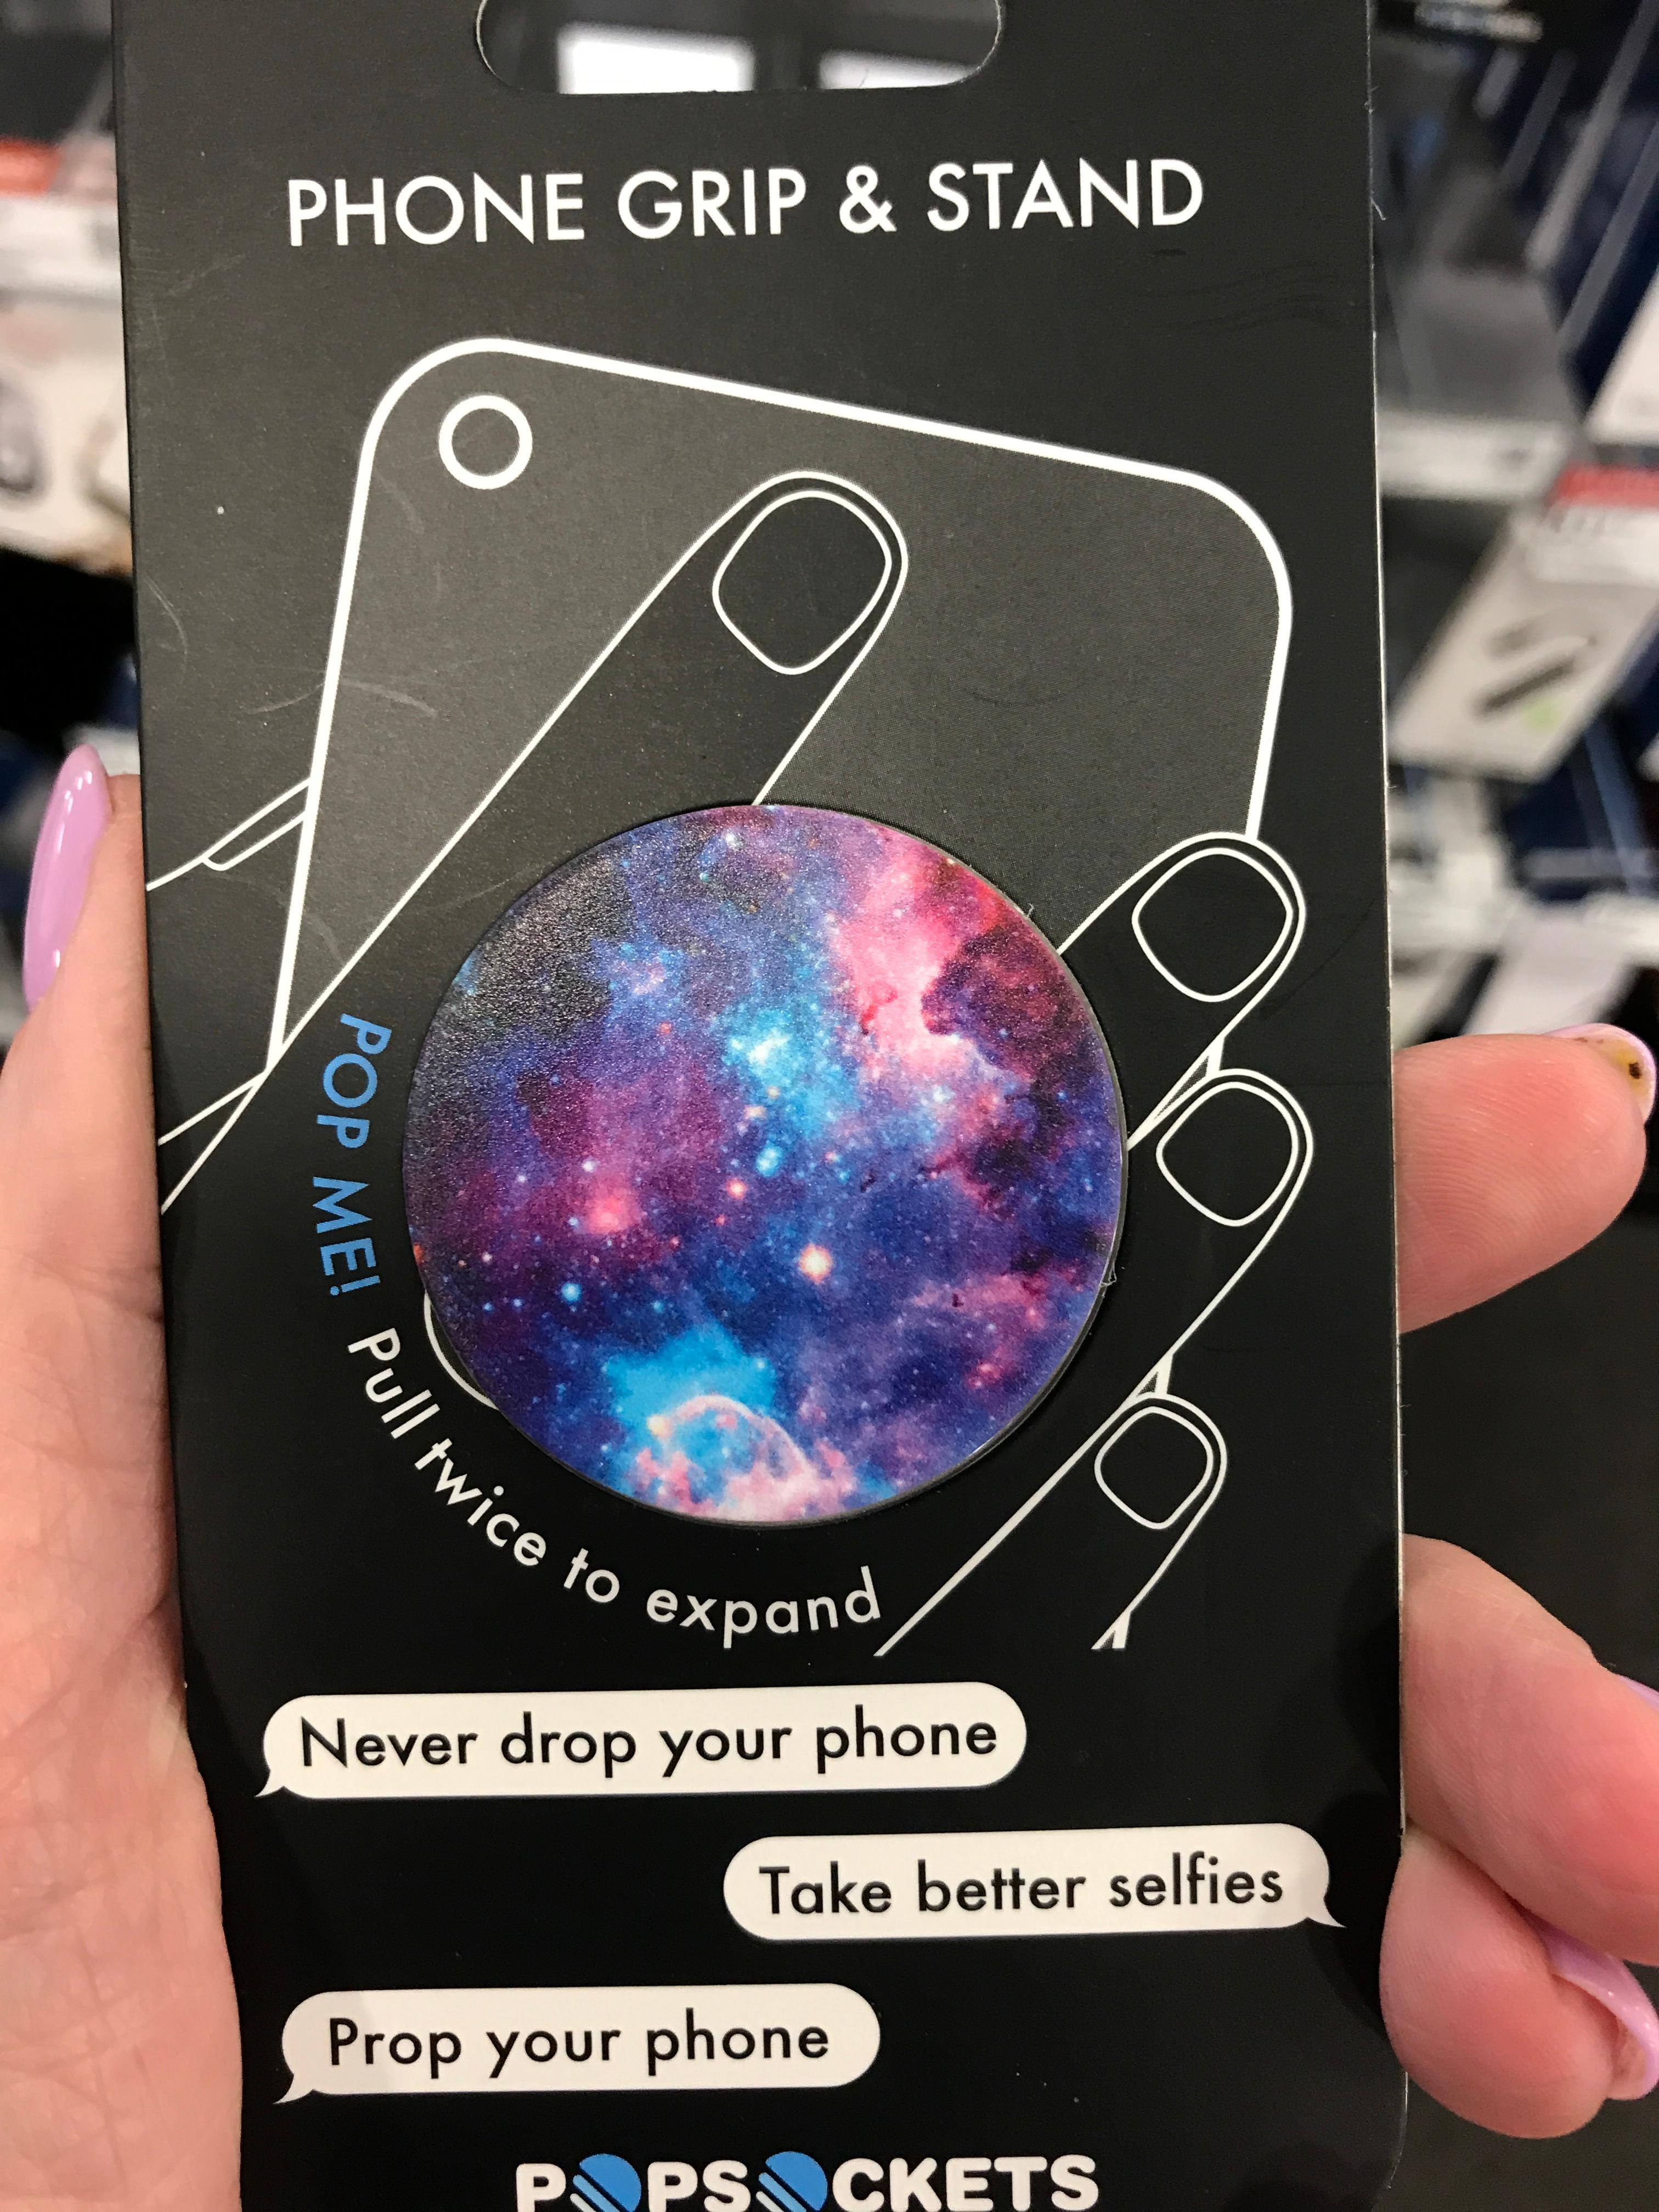 PHONE GRIP & STAND
POP ME! Pull twice to expand
Never drop your phone
Take better selfies
Prop your phone
POPSOCKETS